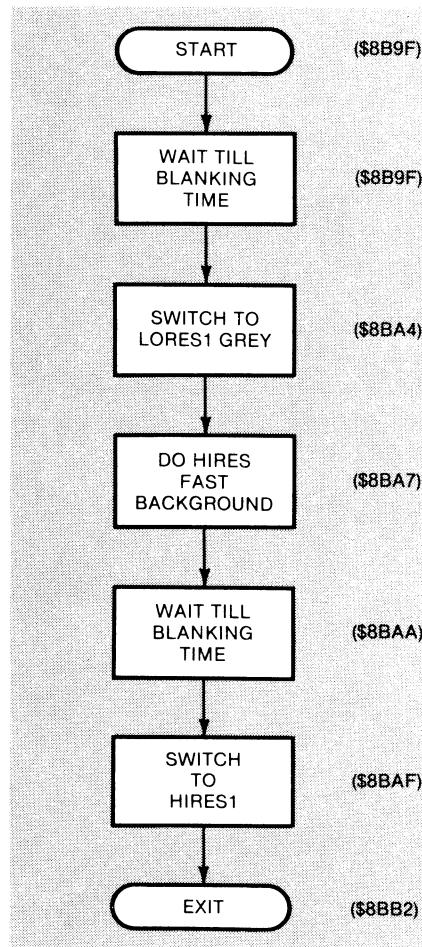 START ($8B9F)
WAIT TILL
BLANKING ($8B9F)
TIME
SWITCH TO
LORES1 GREY ($8BA4)
DO HIRES
FAST ($8BA7)
BACKGROUND
WAIT TILL
BLANKING ($8BAA)
TIME
SWITCH
TO ($8BAF)
HIRES1
EXIT ($8BB2)